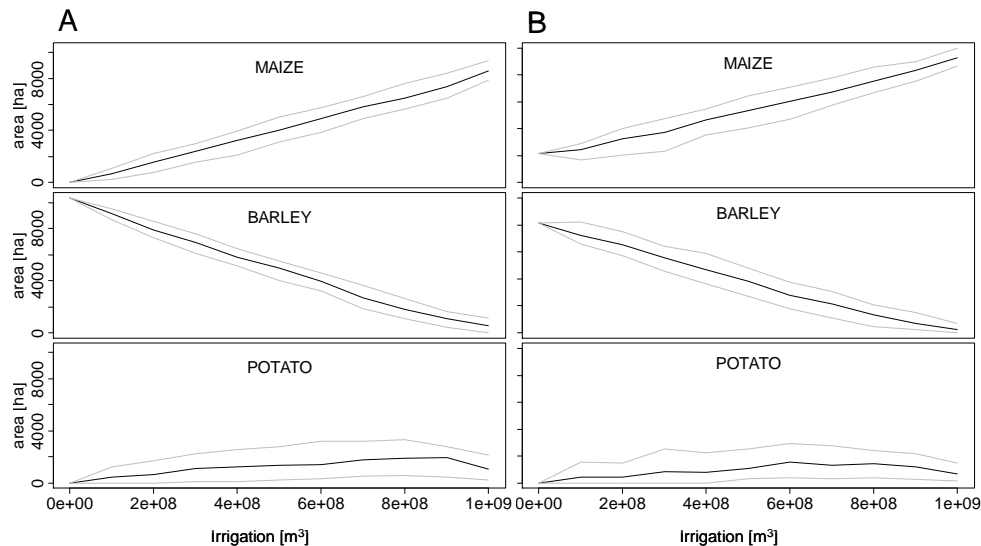 A
B
MAIZE
MAIZE
area [ha]
8000
4000
0
BARLEY
BARLEY
area [ha]
8000
4000
0
POTATO
POTATO
area [ha]
8000
4000
0
0e+00 2e+08 4e+08 6e+08 8e+08 1e+09
0e+00 2e+08 4e+08 6e+08 8e+08 1e+09
Irrigation [m³]
Irrigation [m³]